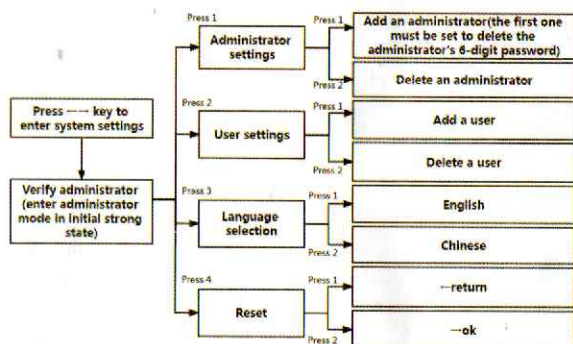 Press ←→ key to
enter system settings
Verify administrator
(enter administrator
mode in initial strong
state)
Press 1
Administrator
settings
Press 1
Add an administrator(the first one
must be set to delete the
administrator's 6-digit password)
Press 2
Delete an administrator
Press 2
User settings
Press 1
Add a user
Press 2
Delete a user
Press 3
Language
selection
Press 1
English
Press 2
Chinese
Press 4
Reset
Press 1
←return
Press 2
→ok